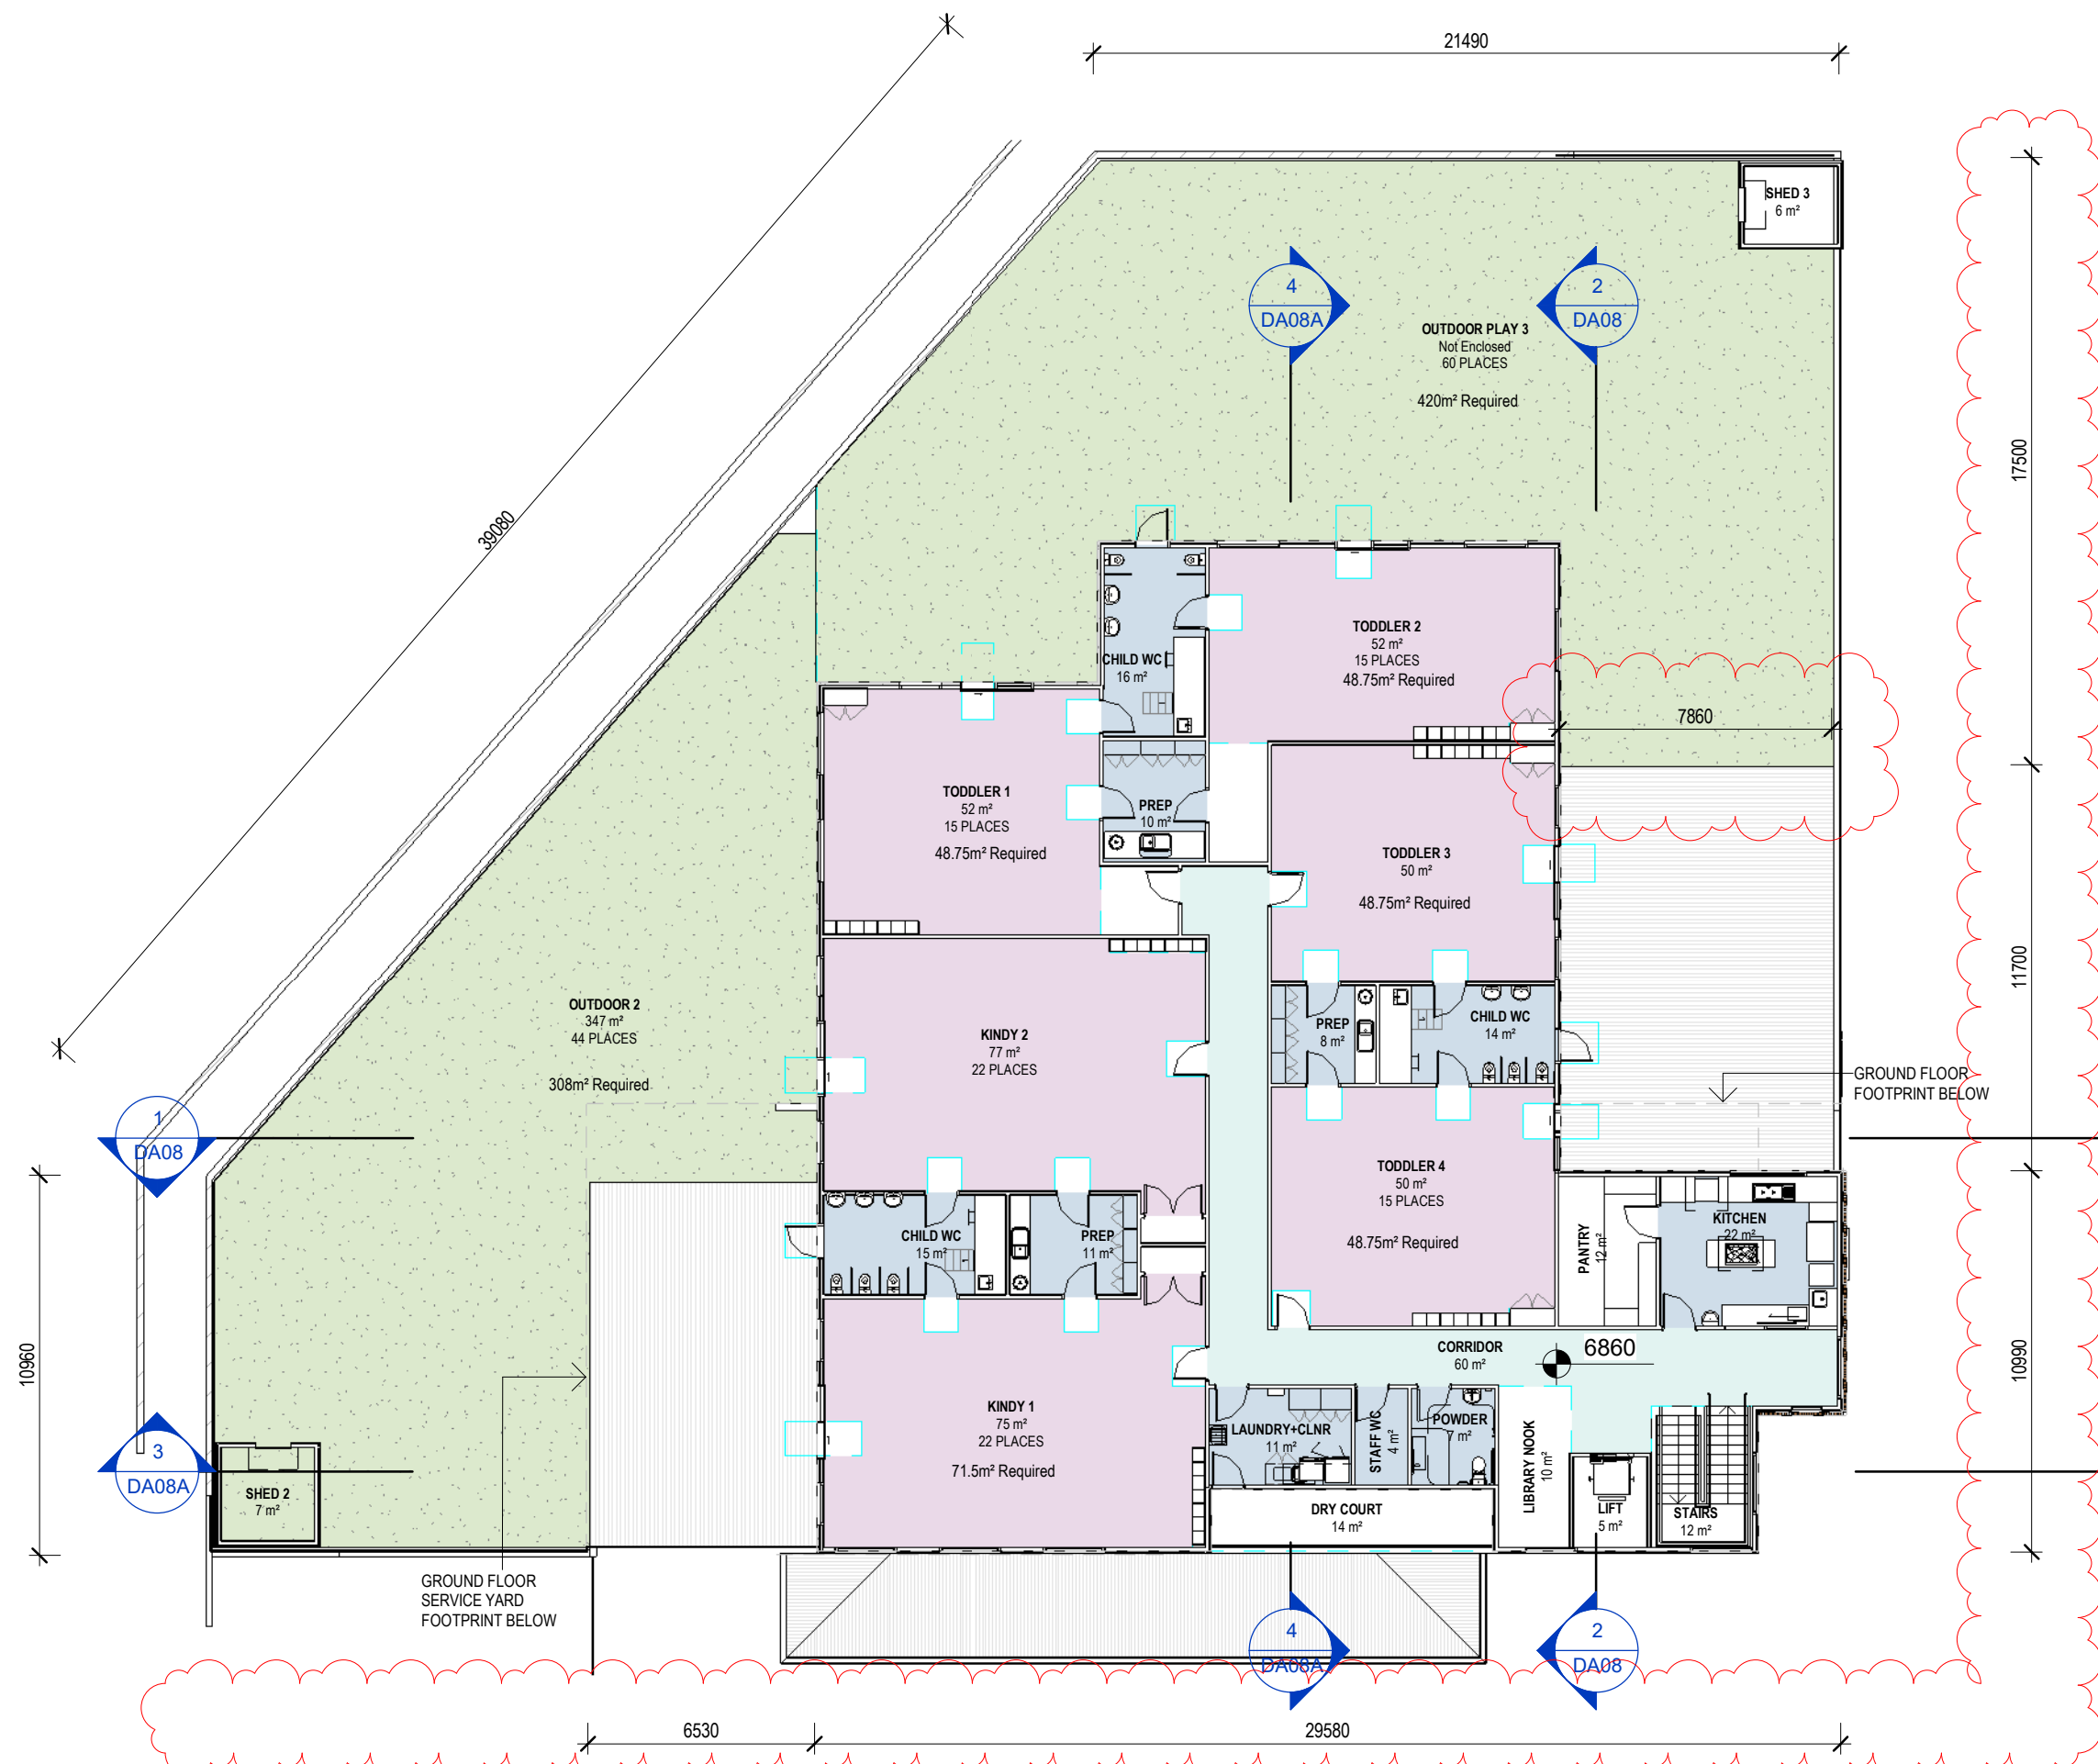 21490
39080
SHED 3
6 m²
4
DA08A
2
DA08
OUTDOOR PLAY 3
Not Enclosed
60 PLACES
420m² Required
17500
CHILD WC
16 m²
TODDLER 2
52 m²
15 PLACES
48.75m² Required
7860
TODDLER 1
52 m²
15 PLACES
48.75m² Required
PREP
10 m²
TODDLER 3
50 m²
48.75m² Required
11700
OUTDOOR 2
347 m²
44 PLACES
308m² Required
KINDY 2
77 m²
22 PLACES
PREP
8 m²
CHILD WC
14 m²
GROUND FLOOR
FOOTPRINT BELOW
1
DA08
TODDLER 4
50 m²
15 PLACES
48.75m² Required
CHILD WC
15 m²
PREP
11 m²
PANTRY
12 m²
KITCHEN
22 m²
10960
CORRIDOR
60 m²
6860
10990
KINDY 1
75 m²
22 PLACES
71.5m² Required
LAUNDRY+CLNR
11 m²
STAFF WC
4 m²
POWDER
7 m²
LIBRARY NOOK
10 m²
3
DA08A
SHED 2
7 m²
DRY COURT
14 m²
LIFT
5 m²
STAIRS
12 m²
GROUND FLOOR
SERVICE YARD
FOOTPRINT BELOW
4
DA08A
2
DA08
6530
29580